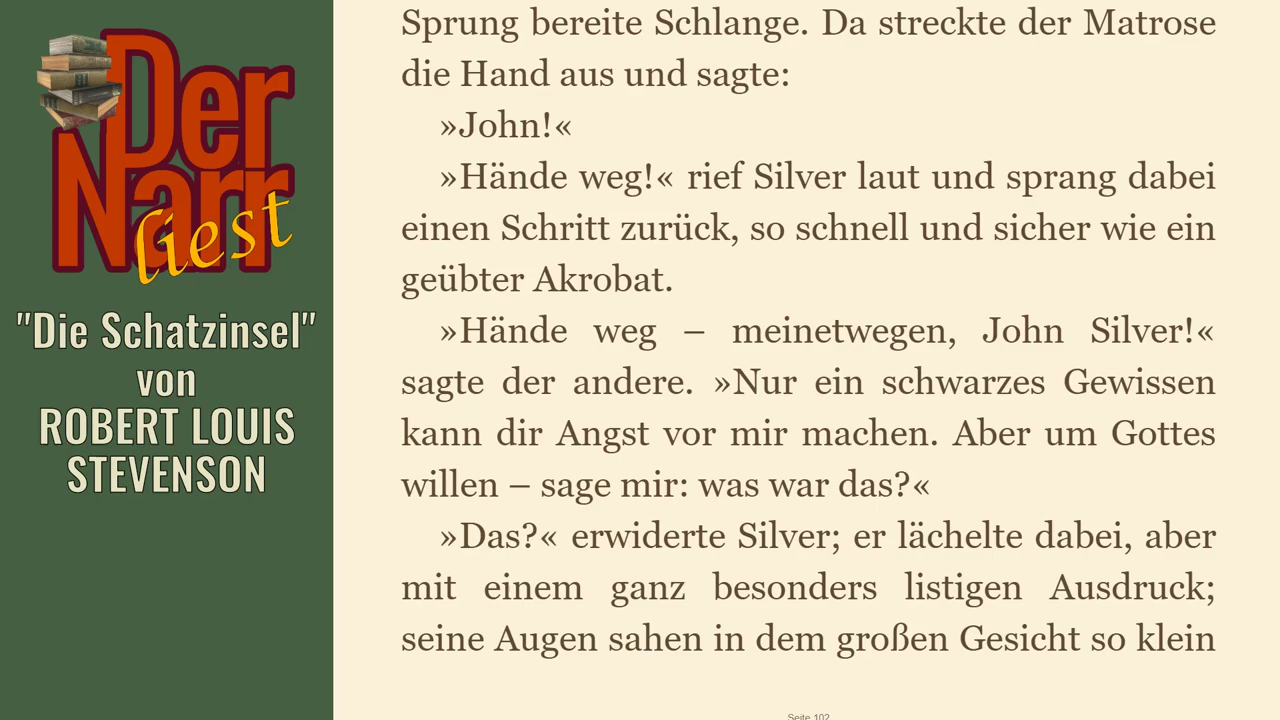 Der
Narr
liest
"Die Schatzinsel"
von
ROBERT LOUIS
STEVENSON
Sprung bereite Schlange. Da streckte der Matrose
die Hand aus und sagte:
»John!«
»Hände weg!« rief Silver laut und sprang dabei
einen Schritt zurück, so schnell und sicher wie ein
geübter Akrobat.
»Hände weg – meinetwegen, John Silver!«
sagte der andere. »Nur ein schwarzes Gewissen
kann dir Angst vor mir machen. Aber um Gottes
willen – sage mir: was war das?«
»Das?« erwiderte Silver; er lächelte dabei, aber
mit einem ganz besonders listigen Ausdruck;
seine Augen sahen in dem großen Gesicht so klein
Seite 102